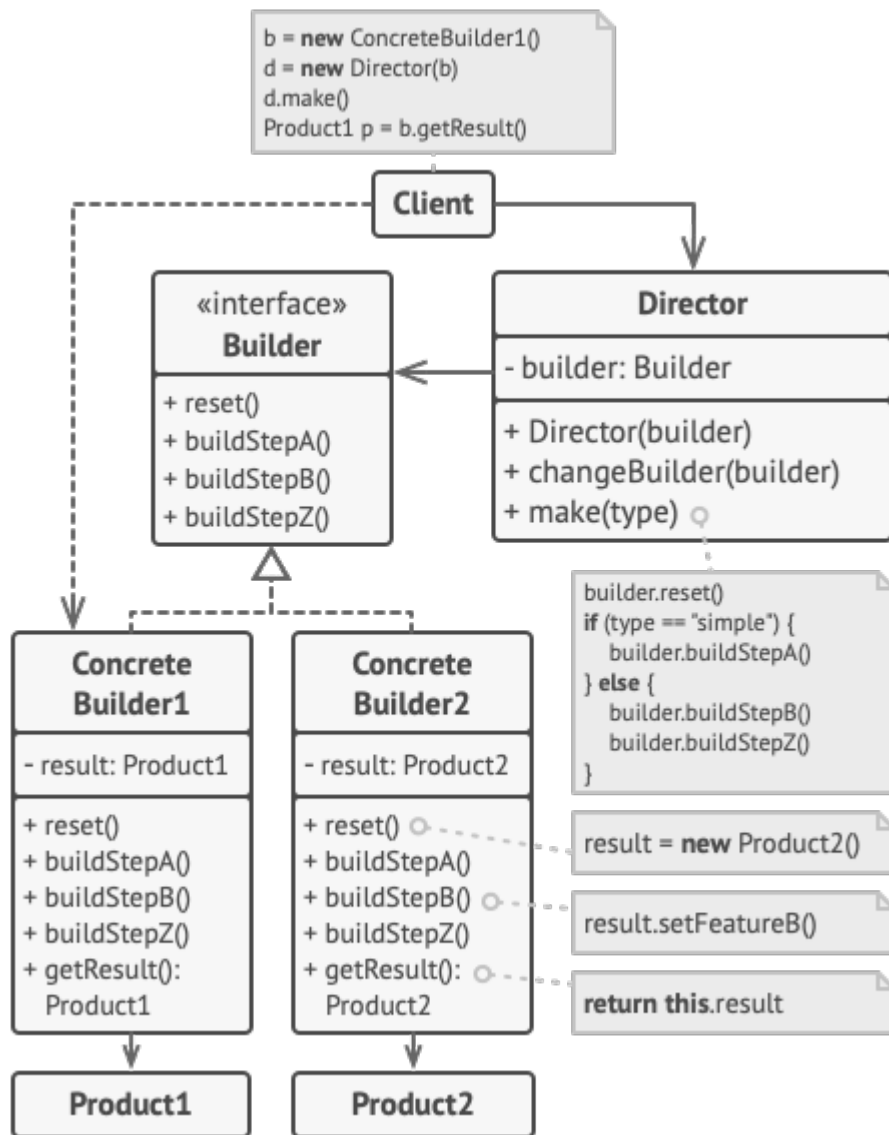 b = new ConcreteBuilder1()
d = new Director(b)
d.make()
Product1 p = b.getResult()
Client
«interface»
Builder
+ reset()
+ buildStepA()
+ buildStepB()
+ buildStepZ()
Director
- builder: Builder
+ Director(builder)
+ changeBuilder(builder)
+ make(type)
builder.reset()
if (type == "simple") {
builder.buildStepA()
} else {
builder.buildStepB()
builder.buildStepZ()
}
Concrete
Builder1
- result: Product1
+ reset()
+ buildStepA()
+ buildStepB()
+ buildStepZ()
+ getResult():
Product1
Concrete
Builder2
- result: Product2
+ reset()
+ buildStepA()
+ buildStepB()
+ buildStepZ()
+ getResult():
Product2
result = new Product2()
result.setFeatureB()
return this.result
Product1
Product2